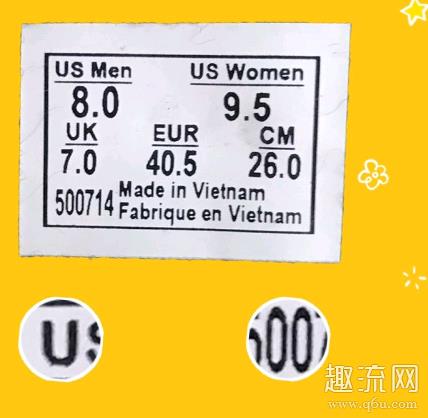 US Men US Women
8.0 9.5
UK EUR CM
7.0 40.5 26.0
500714 Made in Vietnam
Fabrique en Vietnam
US
500
趣流网
www.q6u.com